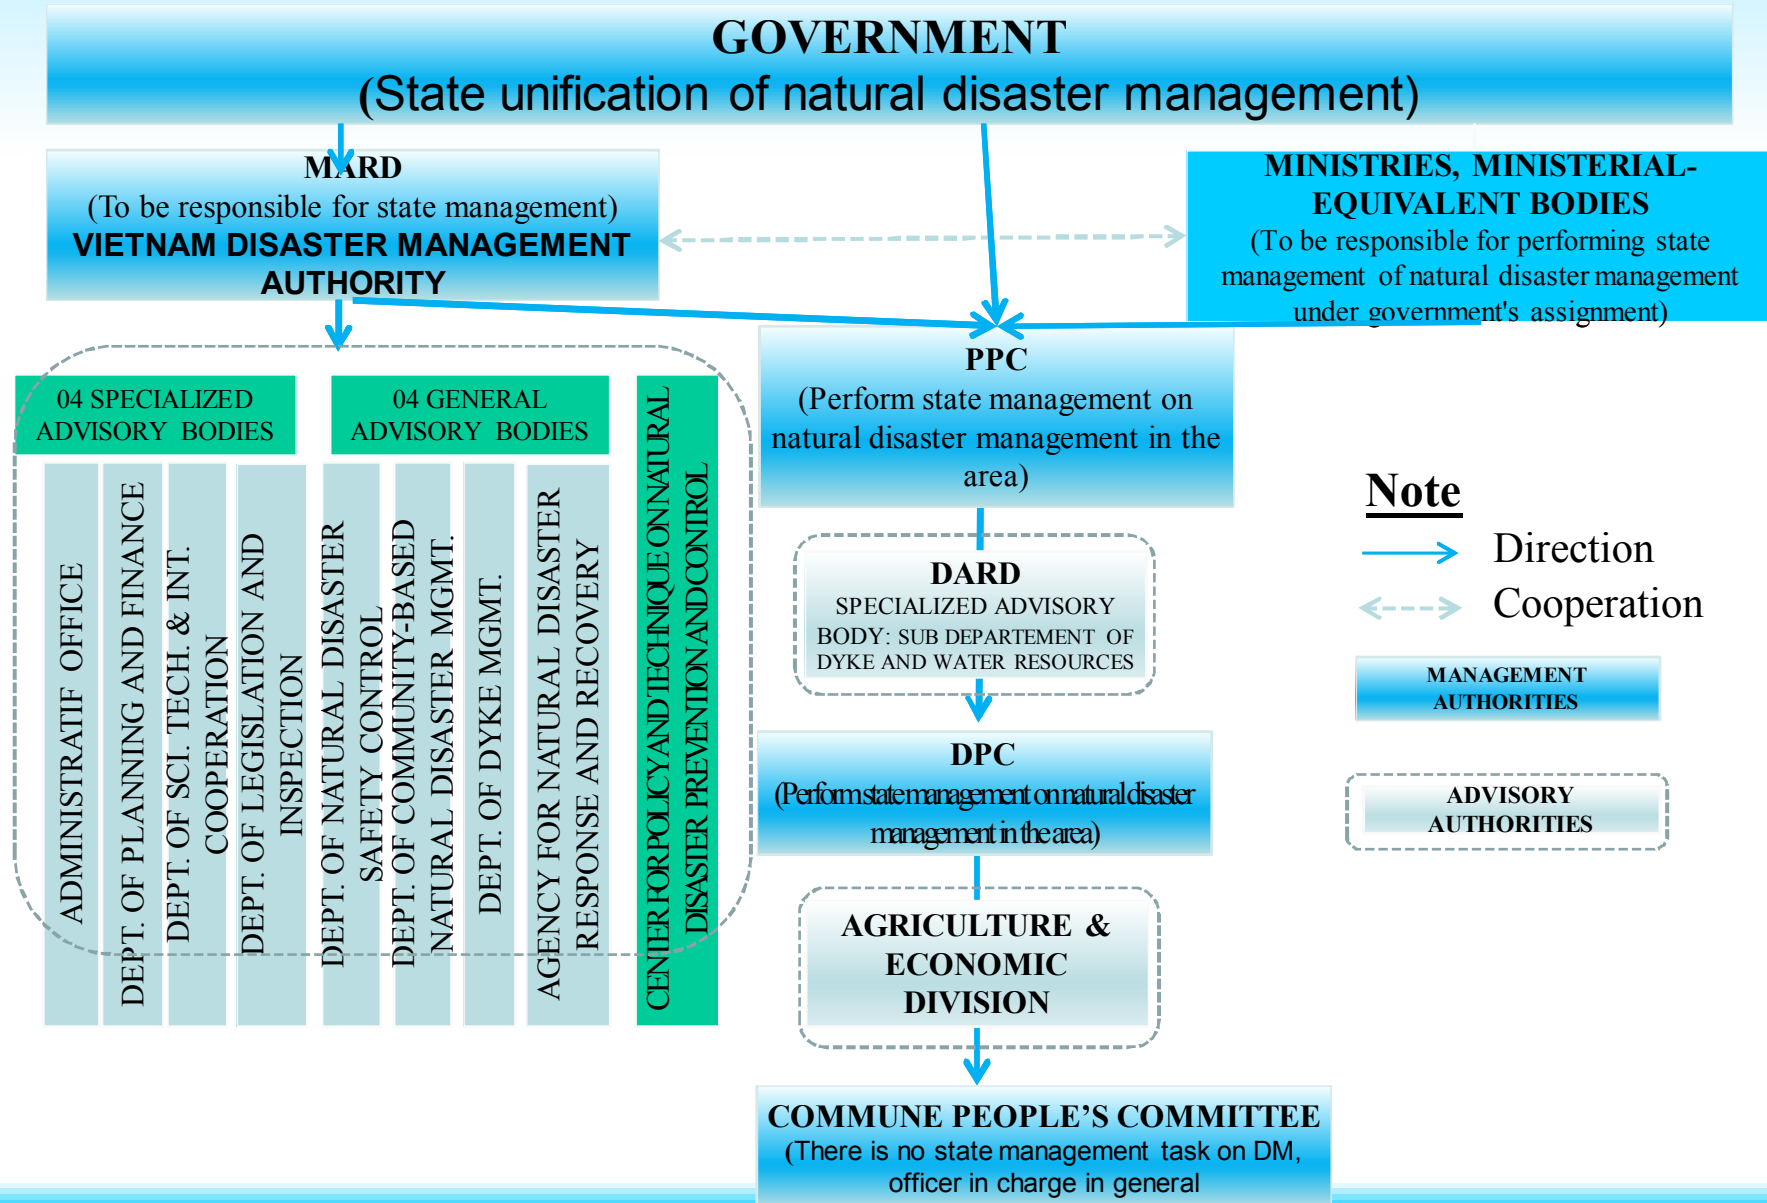 GOVERNMENT
(State unification of natural disaster management)
MARD
(To be responsible for state management)
VIETNAM DISASTER MANAGEMENT
AUTHORITY
MINISTRIES, MINISTERIAL-
EQUIVALENT BODIES
(To be responsible for performing state
management of natural disaster management
under government's assignment)
04 SPECIALIZED
ADVISORY BODIES
04 GENERAL
ADVISORY BODIES
ADMINISTRATIF OFFICE
DEPT. OF PLANNING AND FINANCE
DEPT. OF SCI. TECH. & INT.
COOPERATION
DEPT. OF LEGISLATION AND
INSPECTION
DEPT. OF NATURAL DISASTER
SAFETY CONTROL
DEPT. OF COMMUNITY-BASED
NATURAL DISASTER MGMT.
DEPT. OF DYKE MGMT.
AGENCY FOR NATURAL DISASTER
RESPONSE AND RECOVERY
CENTER FOR POLICY AND TECHNIQUE ON NATURAL
DISASTER PREVENTION AND CONTROL
PPC
(Perform state management on
natural disaster management in the
area)
DARD
SPECIALIZED ADVISORY
BODY: SUB DEPARTEMENT OF
DYKE AND WATER RESOURCES
DPC
(Perform state management on natural disaster
management in the area)
AGRICULTURE &
ECONOMIC
DIVISION
COMMUNE PEOPLE’S COMMITTEE
(There is no state management task on DM,
officer in charge in general
Note
Direction
Cooperation
MANAGEMENT
AUTHORITIES
ADVISORY
AUTHORITIES